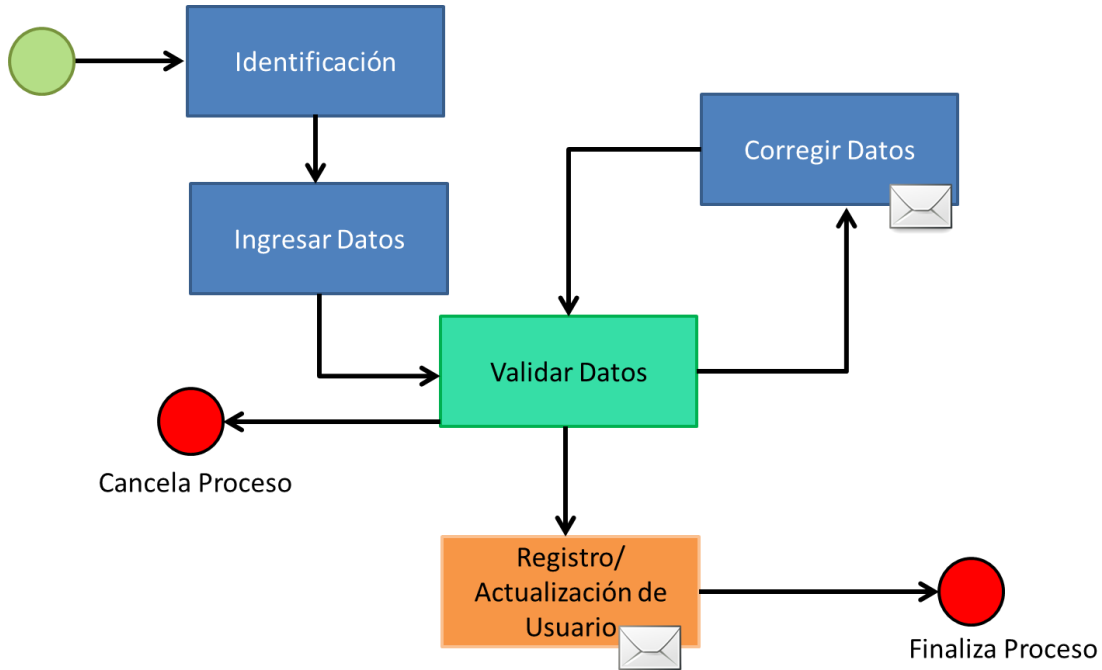 Identificación
Corregir Datos
Ingresar Datos
Validar Datos
Cancela Proceso
Registro/
Actualización de
Usuario
Finaliza Proceso